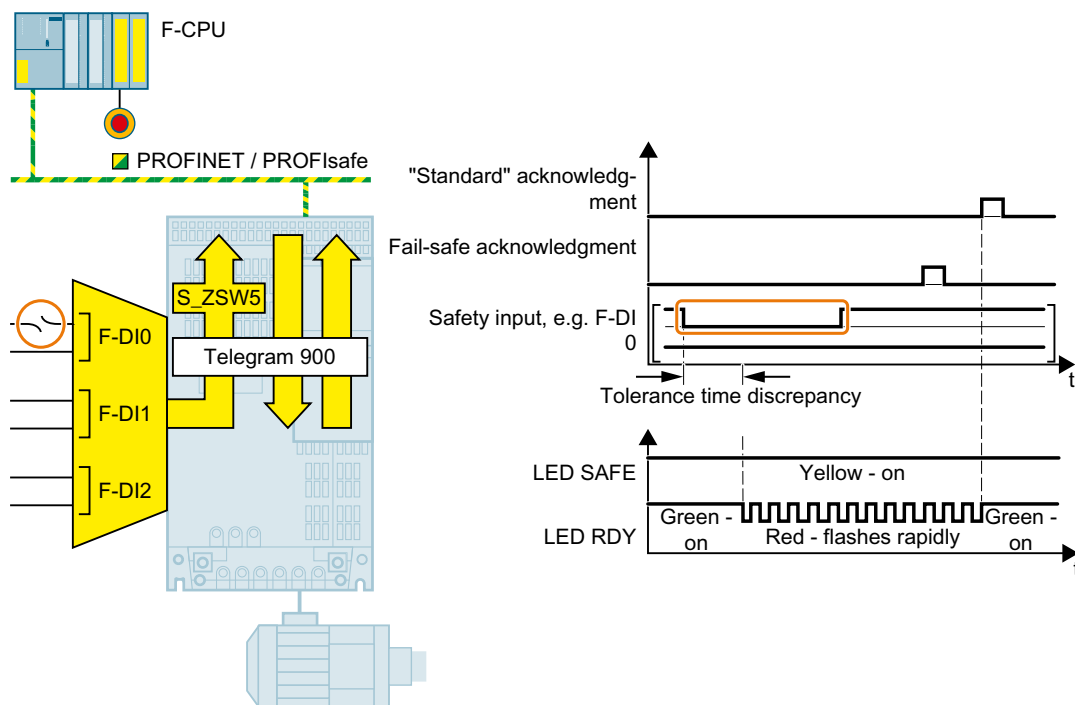 F-CPU
PROFINET / PROFIsafe
S_ZSW5
Telegram 900
F-DI0
F-DI1
F-DI2
"Standard" acknowledg-
ment
Fail-safe acknowledgment
Safety input, e.g. F-DI
0
t
Tolerance time discrepancy
LED SAFE
Yellow - on
LED RDY
Green -
on
Red - flashes rapidly
Green -
on
t